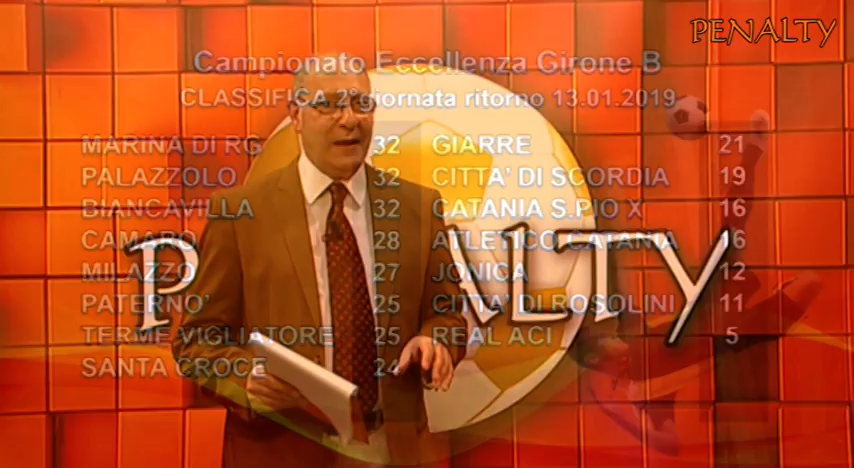 PENALTY
Campionato Eccellenza Girone B
CLASSIFICA 2^giornata ritorno 13.01.2019
MARINA DI RG 32
PALAZZOLO 32
BIANCAVILLA 32
CAMARO 28
MILAZZO 27
PATERNO' 25
TERME VIGLIATORE 25
SANTA CROCE 24
GIARRE 21
CITTA' DI SCORDIA 19
CATANIA S.PIO X 16
ATLETICO CATANIA 16
JONICA 12
CITTA' DI ROSOLINI 11
REAL ACI 5
PENALTY